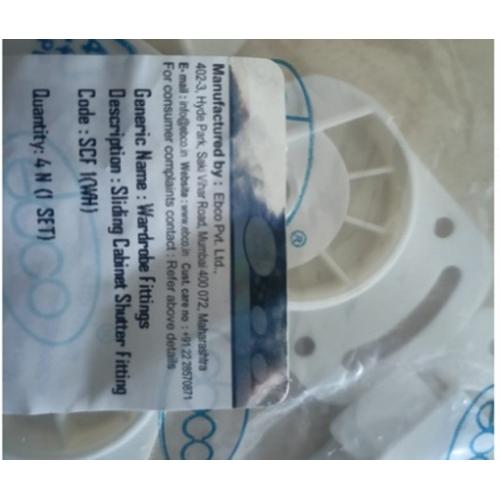 Manufactured by : Ebco Pvt. Ltd.,
402-3, Hyde Park, Saki Vihar Road, Mumbai 400 072, Maharashtra
E-mail : info@ebco.in Website : www.ebco.in Cust. care no : +91 22 28570871
For consumer complaints contact : Refer above details
Generic Name : Wardrobe Fittings
Description : Sliding Cabinet Shutter Fitting
Code : SCF 1(WH)
Quantity: 4 N (1 SET)
ebco
®
ebco